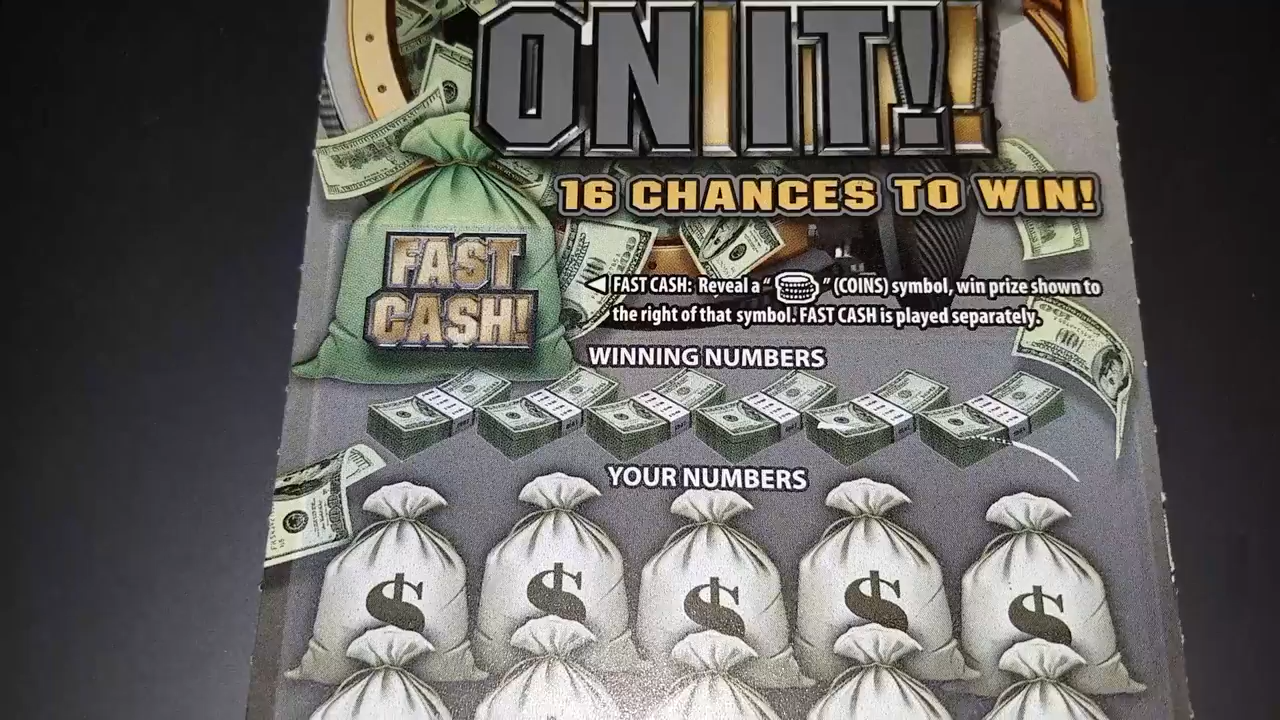 ON IT!!
16 CHANCES TO WIN!
FAST
CASH!
FAST CASH: Reveal a " " (COINS) symbol, win prize shown to
the right of that symbol. FAST CASH is played separately.
WINNING NUMBERS
YOUR NUMBERS
$ $ $ $ $